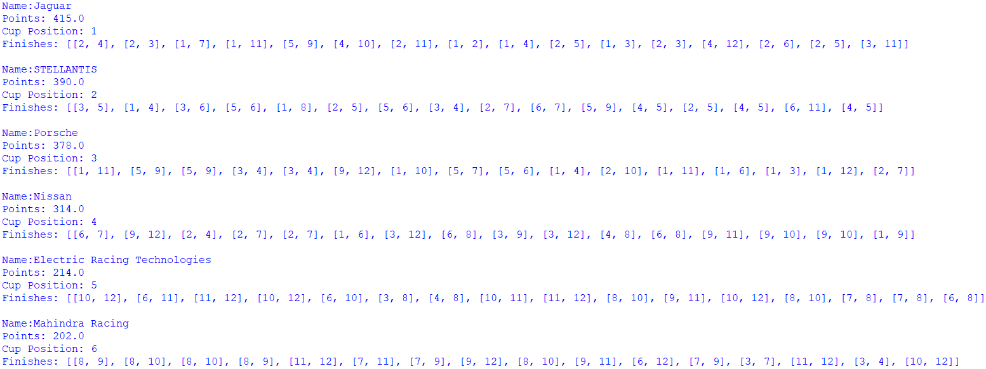 Name:Jaguar
Points: 415.0
Cup Position: 1
Finishes: [[2, 4], [2, 3], [1, 7], [1, 11], [5, 9], [4, 10], [2, 11], [1, 2], [1, 4], [2, 5], [1, 3], [2, 3], [4, 12], [2, 6], [2, 5], [3, 11]]
Name:STELLANTIS
Points: 390.0
Cup Position: 2
Finishes: [[3, 5], [1, 4], [3, 6], [5, 6], [1, 8], [2, 5], [5, 6], [3, 4], [2, 7], [6, 7], [5, 9], [4, 5], [2, 5], [4, 5], [6, 11], [4, 5]]
Name:Porsche
Points: 378.0
Cup Position: 3
Finishes: [[1, 11], [5, 9], [5, 9], [3, 4], [3, 4], [9, 12], [1, 10], [5, 7], [5, 6], [1, 4], [2, 10], [1, 11], [1, 6], [1, 3], [1, 12], [2, 7]]
Name:Nissan
Points: 314.0
Cup Position: 4
Finishes: [[6, 7], [9, 12], [2, 4], [2, 7], [2, 7], [1, 6], [3, 12], [6, 8], [3, 9], [3, 12], [4, 8], [6, 8], [9, 11], [9, 10], [9, 10], [1, 9]]
Name:Electric Racing Technologies
Points: 214.0
Cup Position: 5
Finishes: [[10, 12], [6, 11], [11, 12], [10, 12], [6, 10], [3, 8], [4, 8], [10, 11], [11, 12], [8, 10], [9, 11], [10, 12], [8, 10], [7, 8], [7, 8], [6, 8]]
Name:Mahindra Racing
Points: 202.0
Cup Position: 6
Finishes: [[8, 9], [8, 10], [8, 10], [8, 9], [11, 12], [7, 11], [7, 9], [9, 12], [8, 10], [9, 11], [6, 12], [7, 9], [3, 7], [11, 12], [3, 4], [10, 12]]